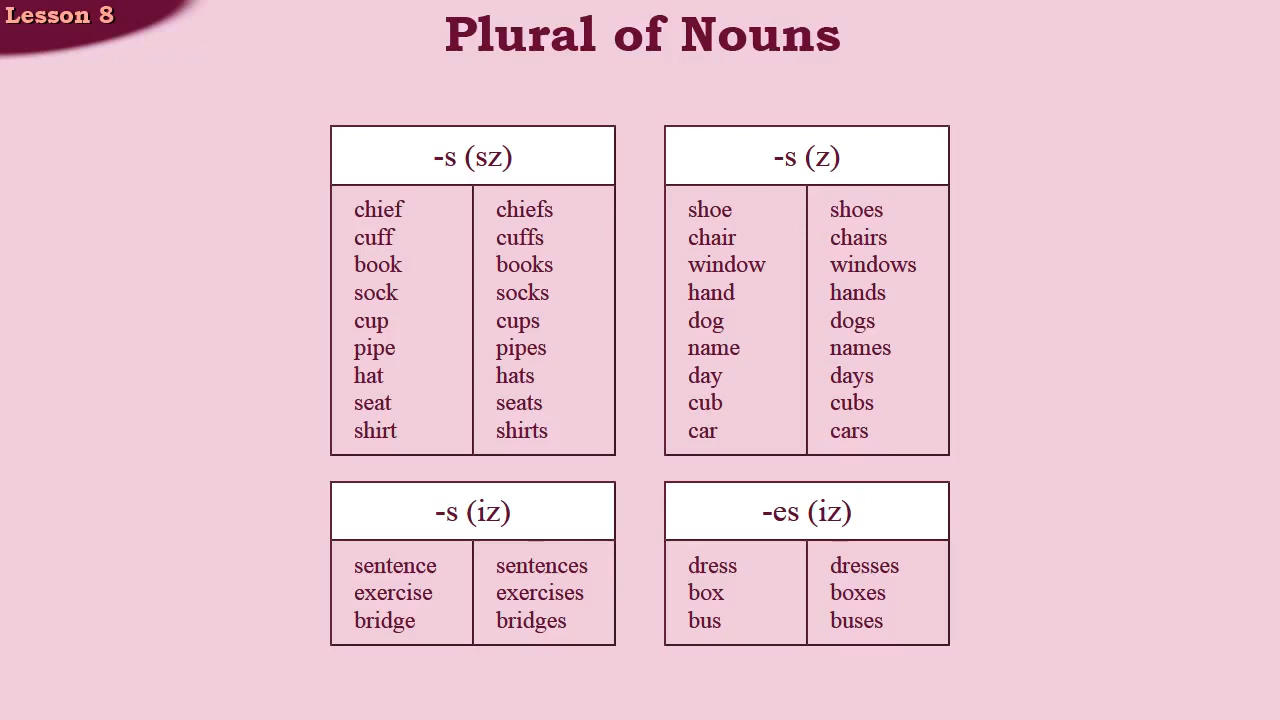 Lesson 8
Plural of Nouns
-s (sz)
chief chiefs
cuff cuffs
book books
sock socks
cup cups
pipe pipes
hat hats
seat seats
shirt shirts
-s (z)
shoe shoes
chair chairs
window windows
hand hands
dog dogs
name names
day days
cub cubs
car cars
-s (iz)
sentence sentences
exercise exercises
bridge bridges
-es (iz)
dress dresses
box boxes
bus buses